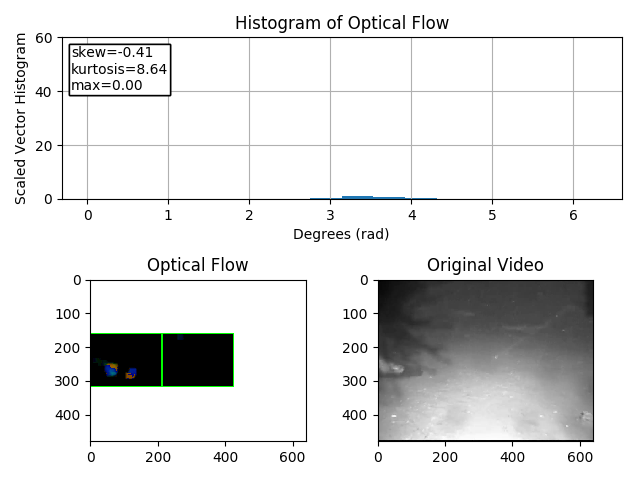 Histogram of Optical Flow
skew=-0.41
kurtosis=8.64
max=0.00
Scaled Vector Histogram
60
40
20
0
0 1 2 3 4 5 6
Degrees (rad)
Optical Flow
0
100
200
300
400
0 200 400 600
Original Video
0
100
200
300
400
0 200 400 600